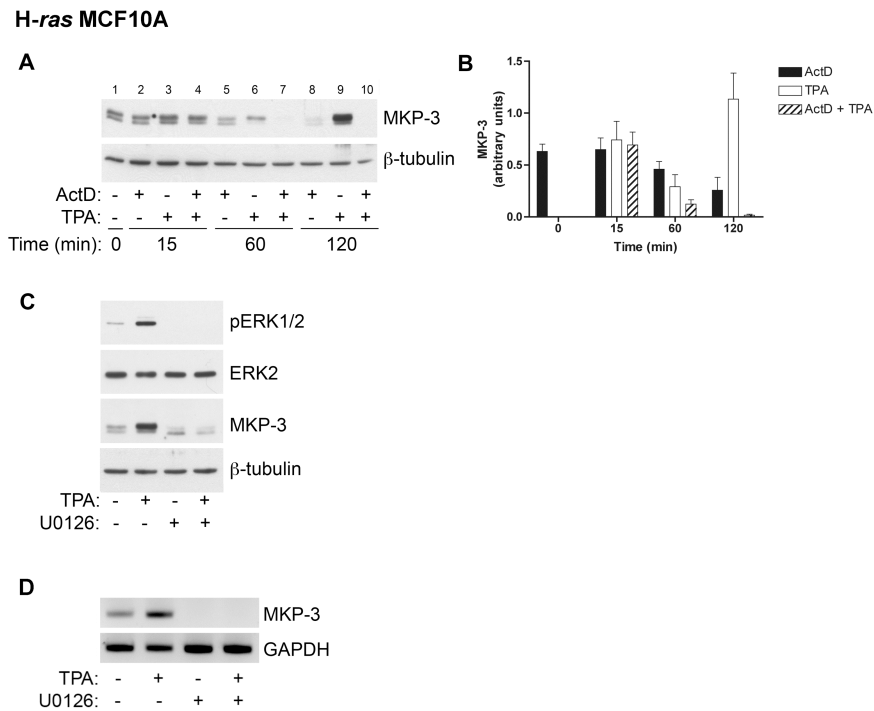 H-ras MCF10A
A
1 2 3 4 5 6 7 8 9 10
MKP-3
β-tubulin
ActD: - + - + + - + + - +
TPA: - - + + - + + - + +
Time (min): 0 15 60 120
B
1.5
1.0
0.5
0.0
MKP-3
(arbitrary units)
0 15 60 120
Time (min)
ActD
TPA
ActD + TPA
C
pERK1/2
ERK2
MKP-3
β-tubulin
TPA: - + - +
U0126: - - + +
D
MKP-3
GAPDH
TPA: - + - +
U0126: - - + +